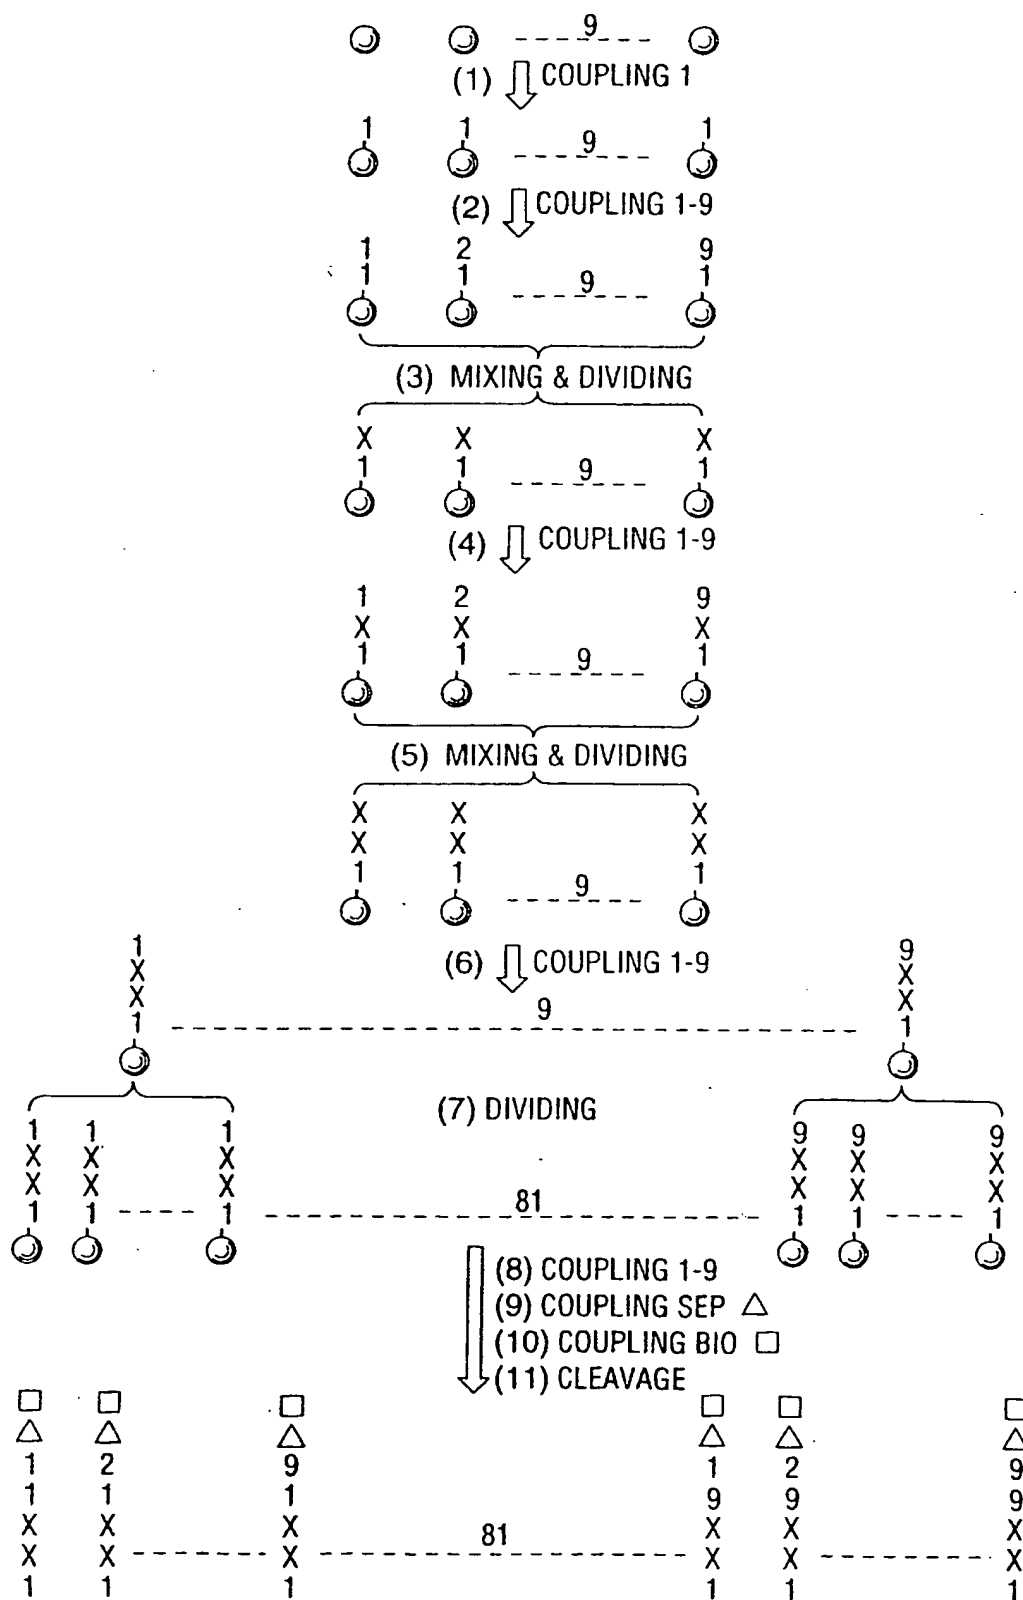 9
(1) COUPLING 1
1 1 1
9
(2) COUPLING 1-9
1 2 9
1 1 1
9
(3) MIXING & DIVIDING
X X X
1 1 1
9
(4) COUPLING 1-9
1 2 9
X X X
1 1 1
9
(5) MIXING & DIVIDING
X X X
X X X
1 1 1
9
(6) COUPLING 1-9
1 9
X X
X X
1 1
9
(7) DIVIDING
1 1 1 9 9 9
X X X X X X
X X X X X X
1 1 1 1 1 1
81
(8) COUPLING 1-9
(9) COUPLING SEP
(10) COUPLING BIO
(11) CLEAVAGE
1 2 9 1 2 9
1 1 1 9 9 9
X X X X X X
X X X 81 X X X
1 1 1 1 1 1